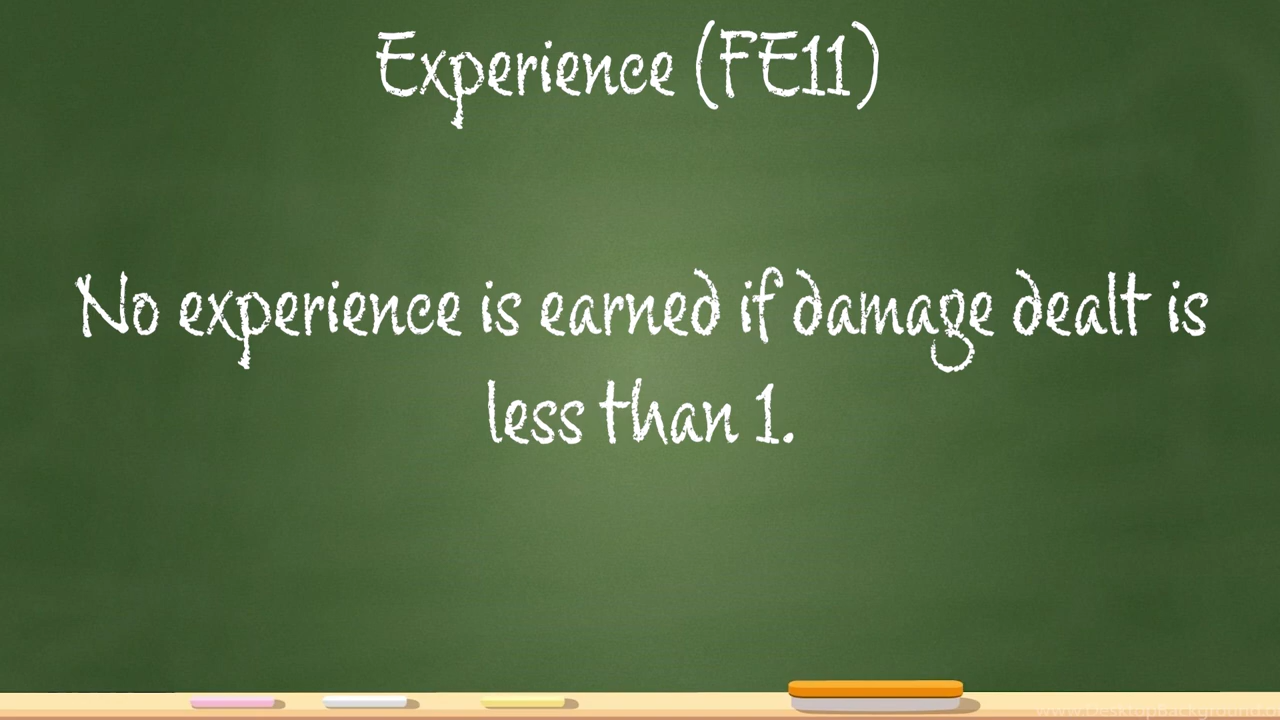 Experience (FE11)
No experience is earned if damage dealt is
less than 1.